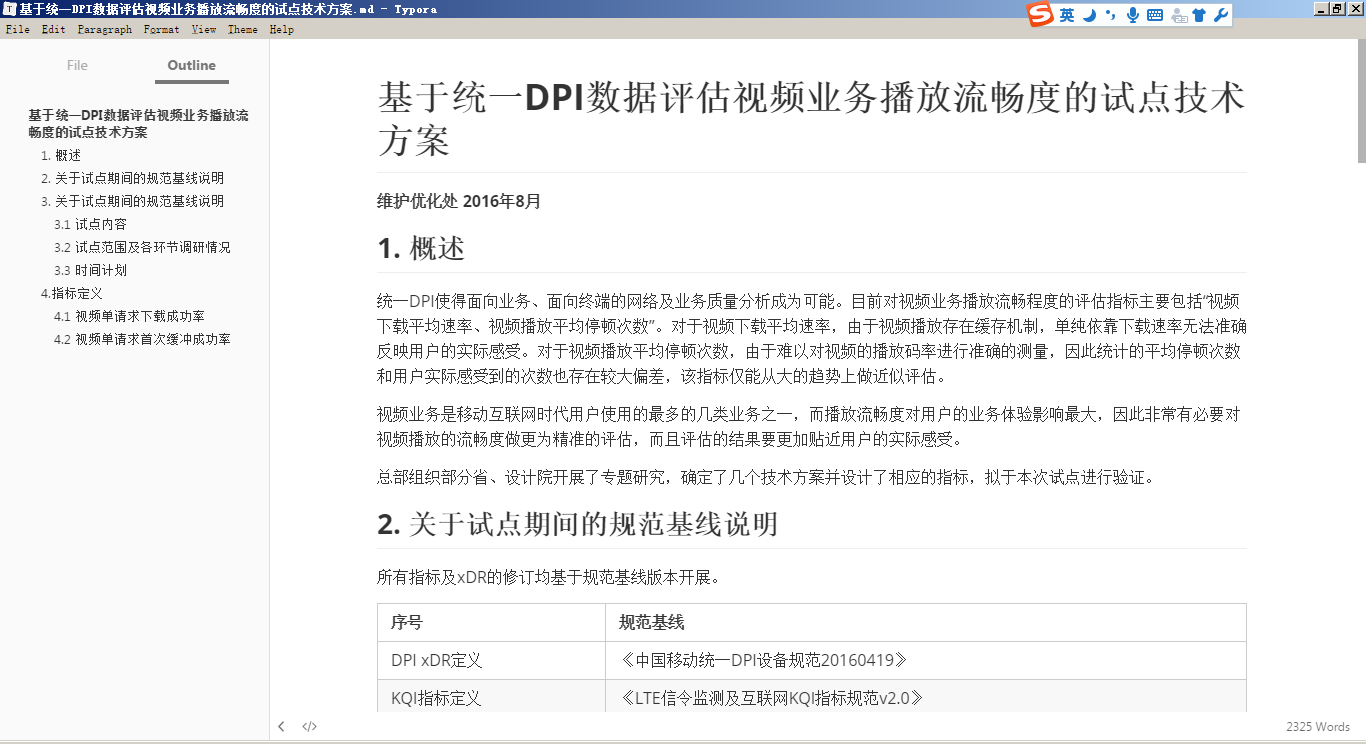 基于统一DPI数据评估视频业务播放流畅度的试点技术方案.md - Typora
英
File Edit Paragraph Format View Theme Help
File Outline
基于统一DPI数据评估视频业务播放流
畅度的试点技术方案
1. 概述
2. 关于试点期间的规范基线说明
3. 关于试点期间的规范基线说明
3.1 试点内容
3.2 试点范围及各环节调研情况
3.3 时间计划
4.指标定义
4.1 视频单请求下载成功率
4.2 视频单请求首次缓冲成功率
基于统一DPI数据评估视频业务播放流畅度的试点技术
方案
维护优化处 2016年8月
1. 概述
统一DPI使得面向业务、面向终端的网络及业务质量分析成为可能。目前对视频业务播放流畅程度的评估指标主要包括“视频
下载平均速率、视频播放平均停顿次数”。对于视频下载平均速率，由于视频播放存在缓存机制，单纯依靠下载速率无法准确
反映用户的实际感受。对于视频播放平均停顿次数，由于难以对视频的播放码率进行准确的测量，因此统计的平均停顿次数
和用户实际感受到的次数也存在较大偏差，该指标仅能从大的趋势上做近似评估。
视频业务是移动互联网时代用户使用的最多的几类业务之一，而播放流畅度对用户的业务体验影响最大，因此非常有必要对
视频播放的流畅度做更为精准的评估，而且评估的结果要更加贴近用户的实际感受。
总部组织部分省、设计院开展了专题研究，确定了几个技术方案并设计了相应的指标，拟于本次试点进行验证。
2. 关于试点期间的规范基线说明
所有指标及xDR的修订均基于规范基线版本开展。
序号 规范基线
DPI xDR定义 《中国移动统一DPI设备规范20160419》
KQI指标定义 《LTE信令监测及互联网KQI指标规范v2.0》
2325 Words